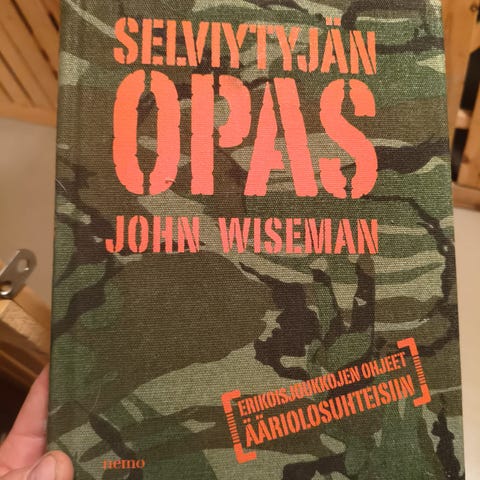 SELVIYTYJÄN
OPAS
JOHN WISEMAN
ERIKOISJOUKKOJEN OHJEET
ÄÄRIOLOSUHTEISIIN
nemo